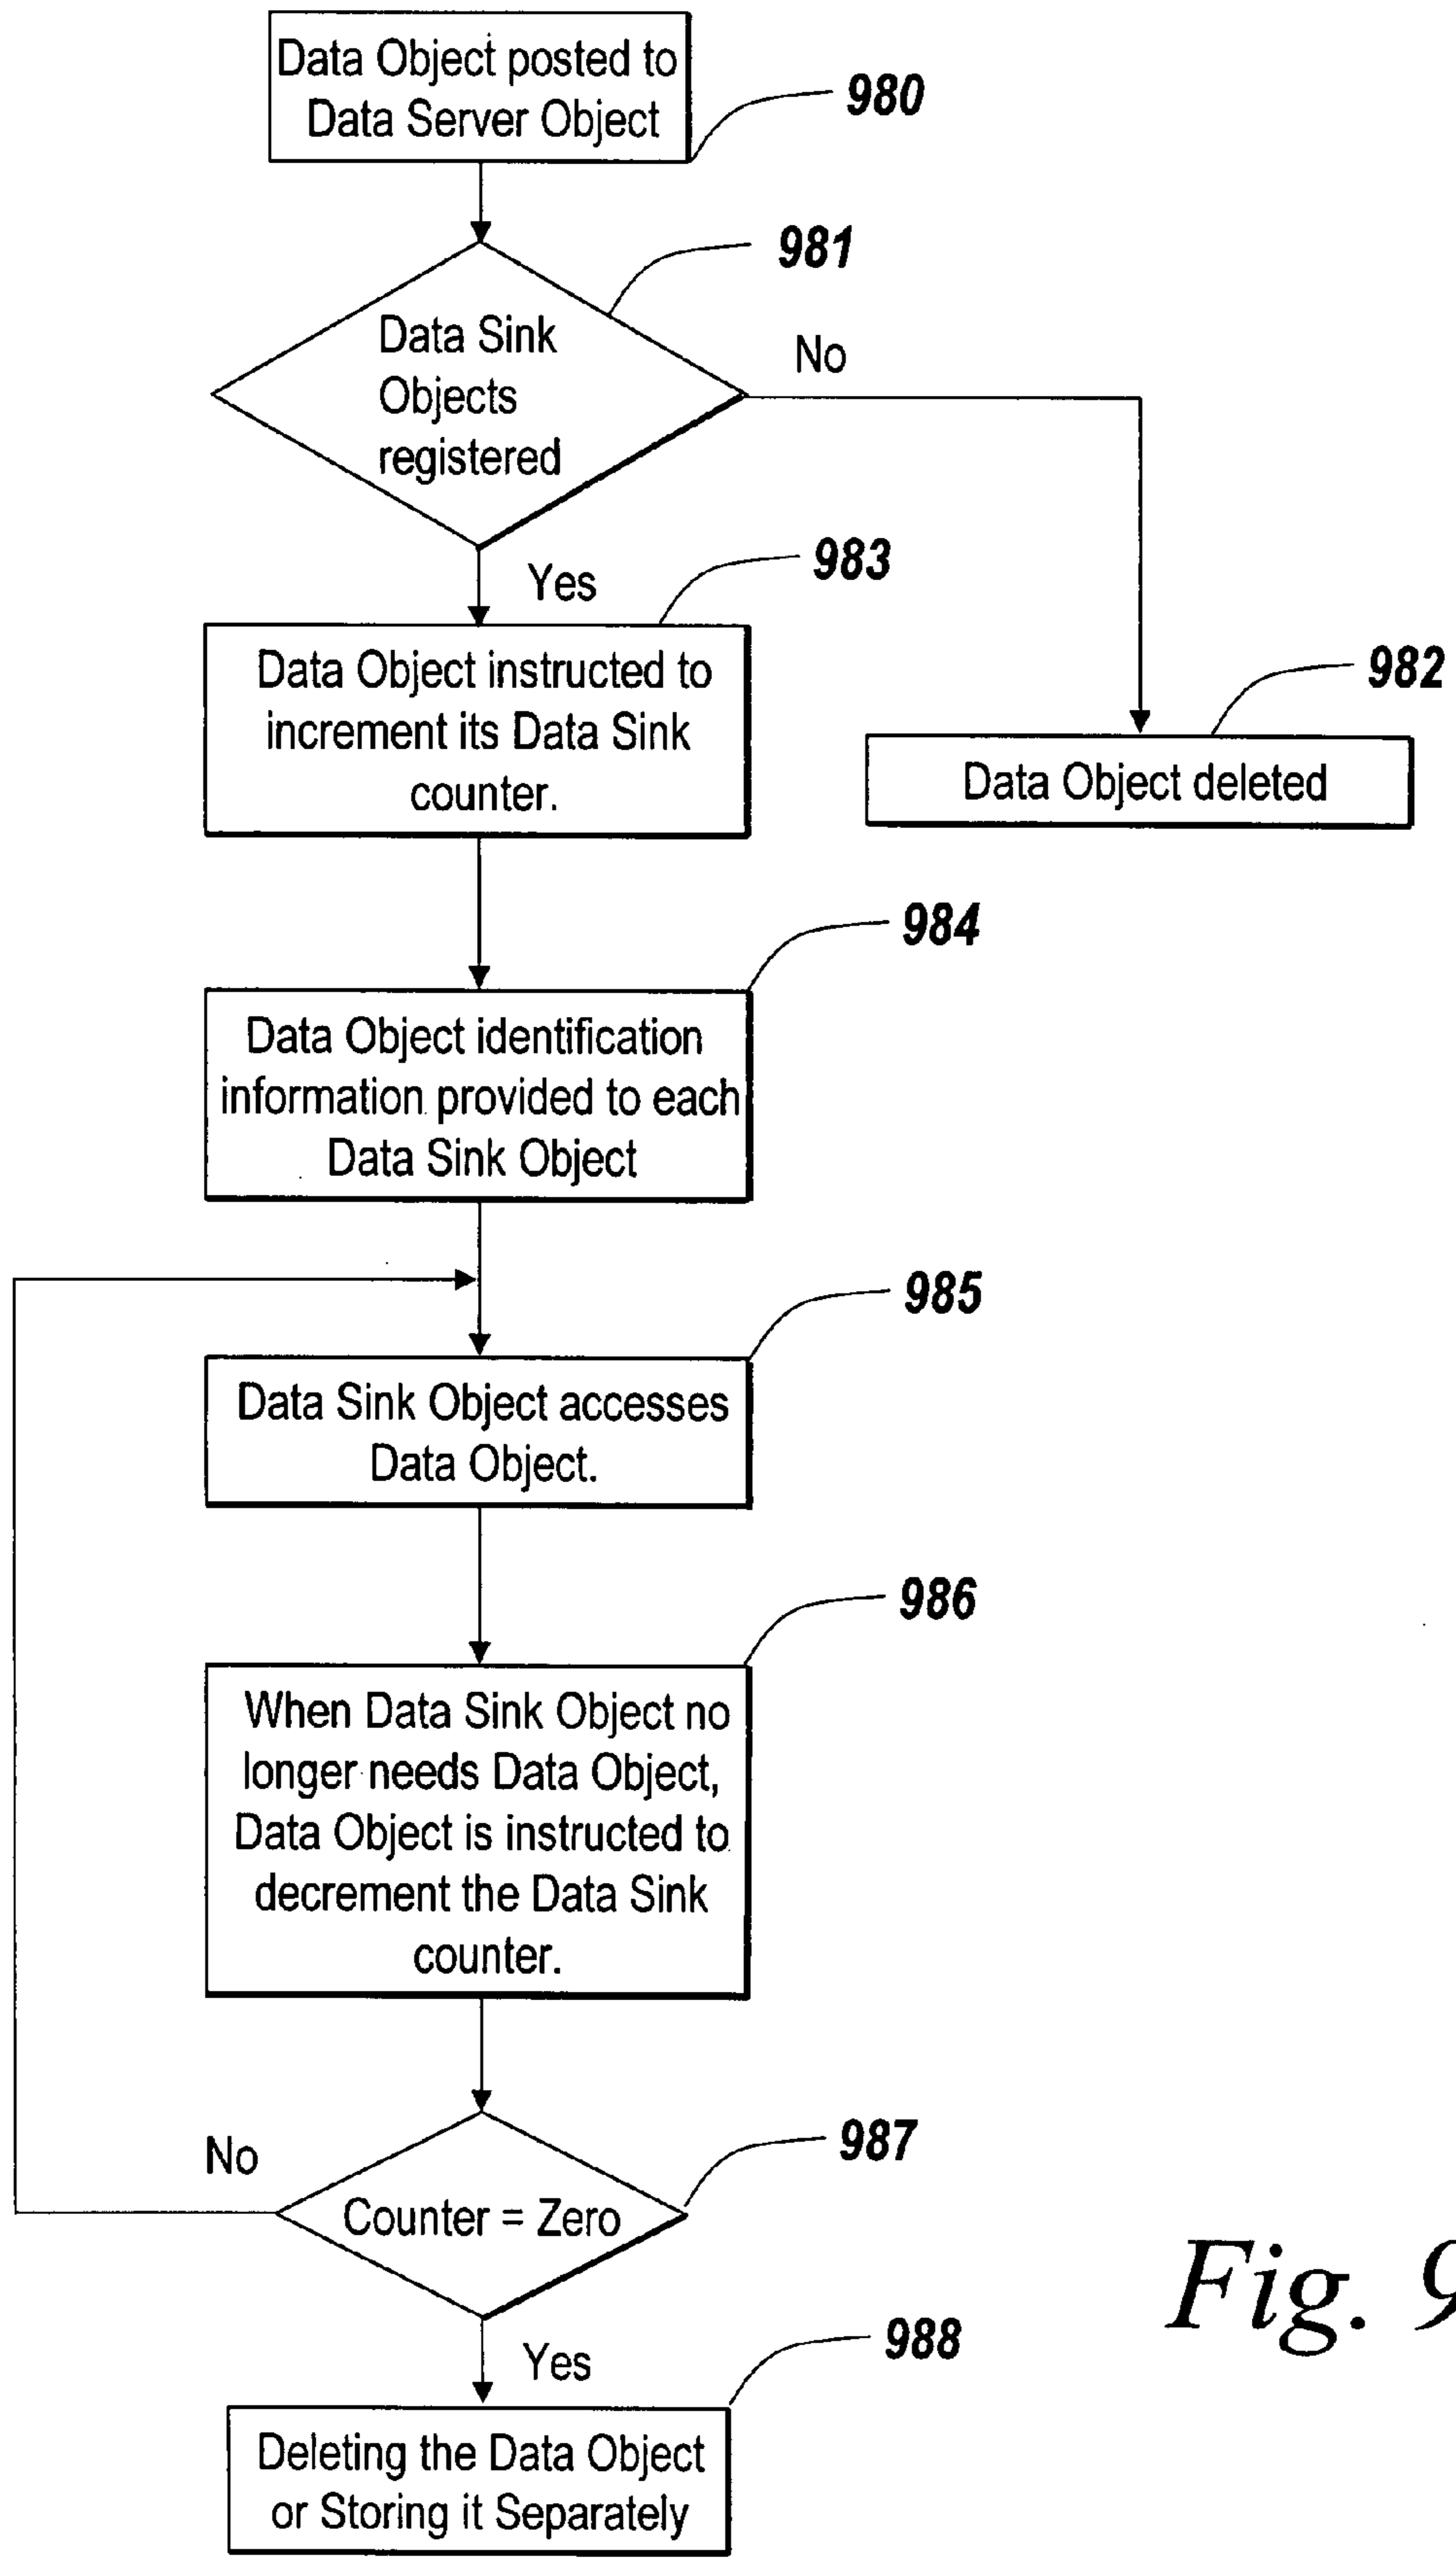 Data Object posted to
Data Server Object
980
981
Data Sink
Objects
registered
No
Yes
983
Data Object instructed to
increment its Data Sink
counter.
982
Data Object deleted
984
Data Object identification
information provided to each
Data Sink Object
985
Data Sink Object accesses
Data Object.
986
When Data Sink Object no
longer needs Data Object,
Data Object is instructed to
decrement the Data Sink
counter.
987
No
Counter = Zero
Yes
988
Deleting the Data Object
or Storing it Separately
Fig. 9